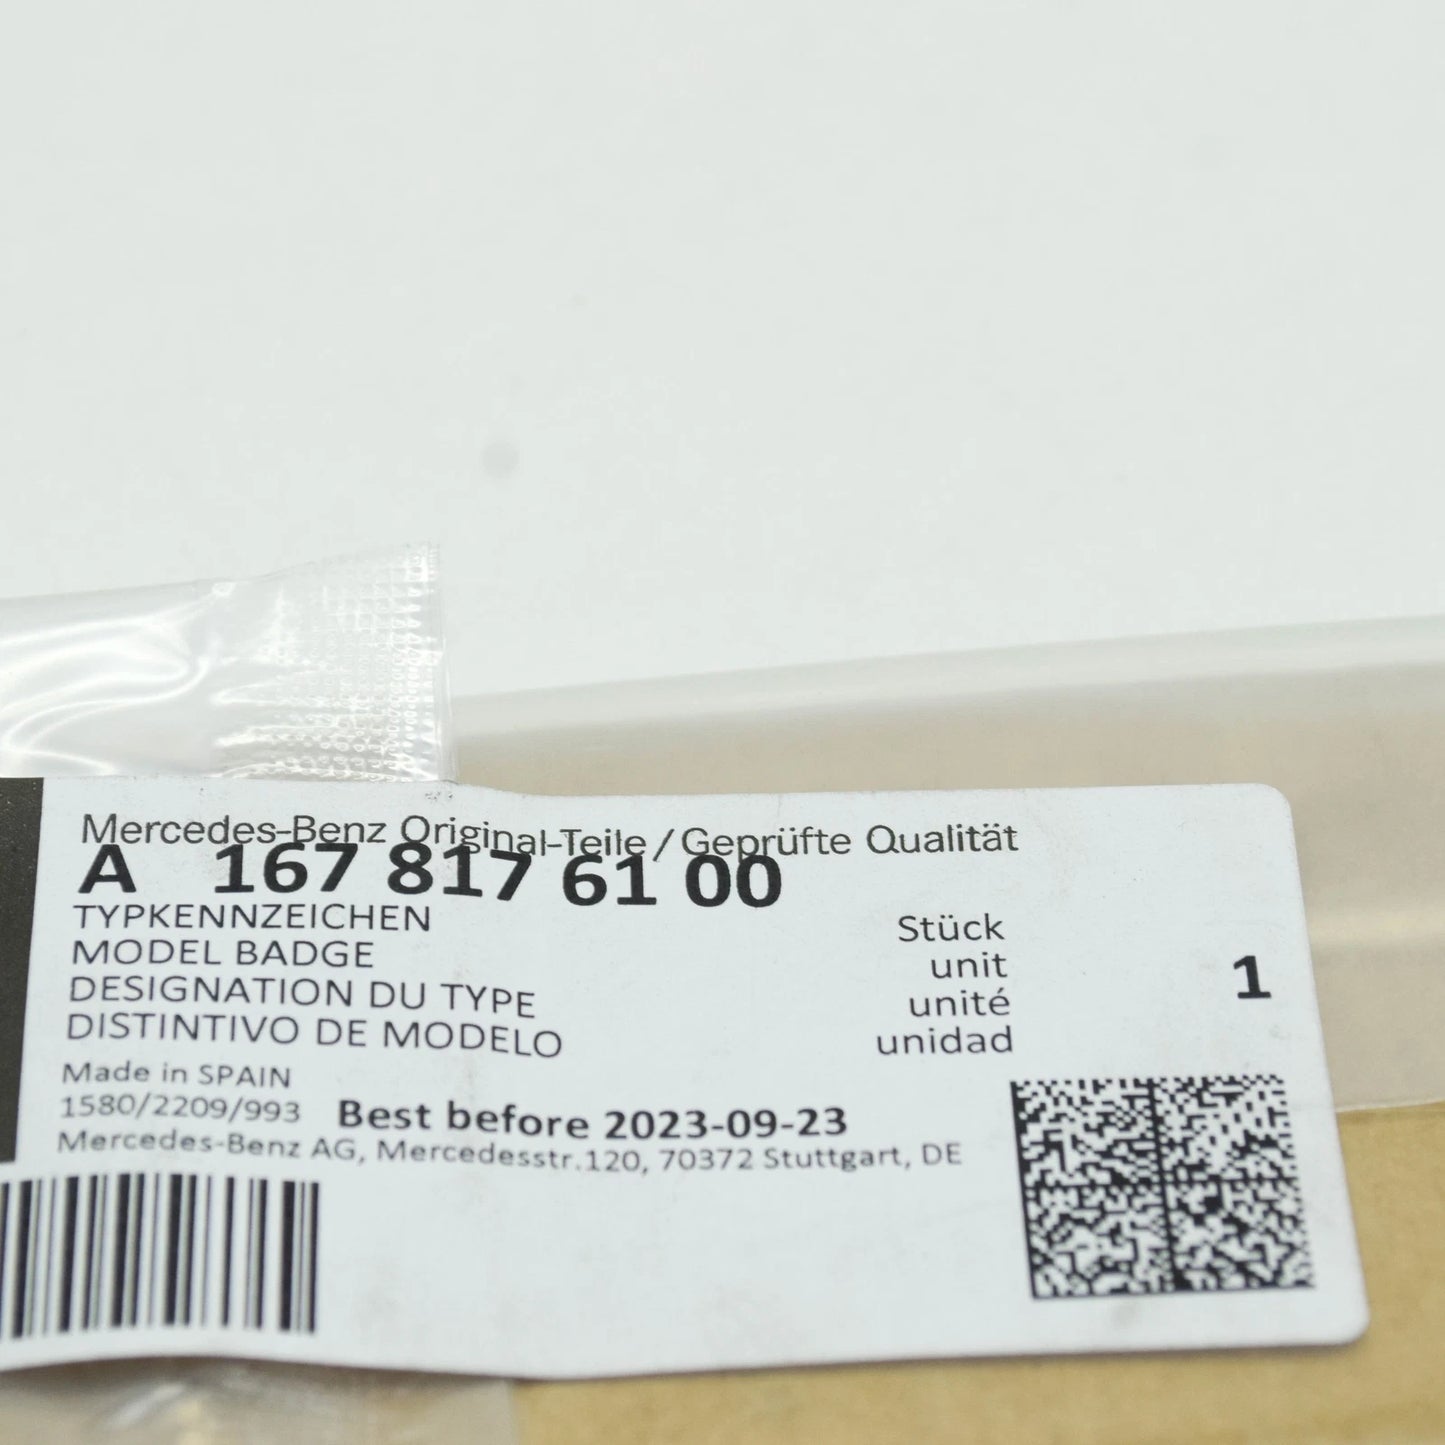 Mercedes-Benz Original-Teile / Geprüfte Qualität
A 167 817 61 00
TYPKENNZEICHEN
MODEL BADGE
DESIGNATION DU TYPE
DISTINTIVO DE MODELO
Stück
unit
unité
unidad
1
Made in SPAIN
1580/2209/993 Best before 2023-09-23
Mercedes-Benz AG, Mercedesstr.120, 70372 Stuttgart, DE